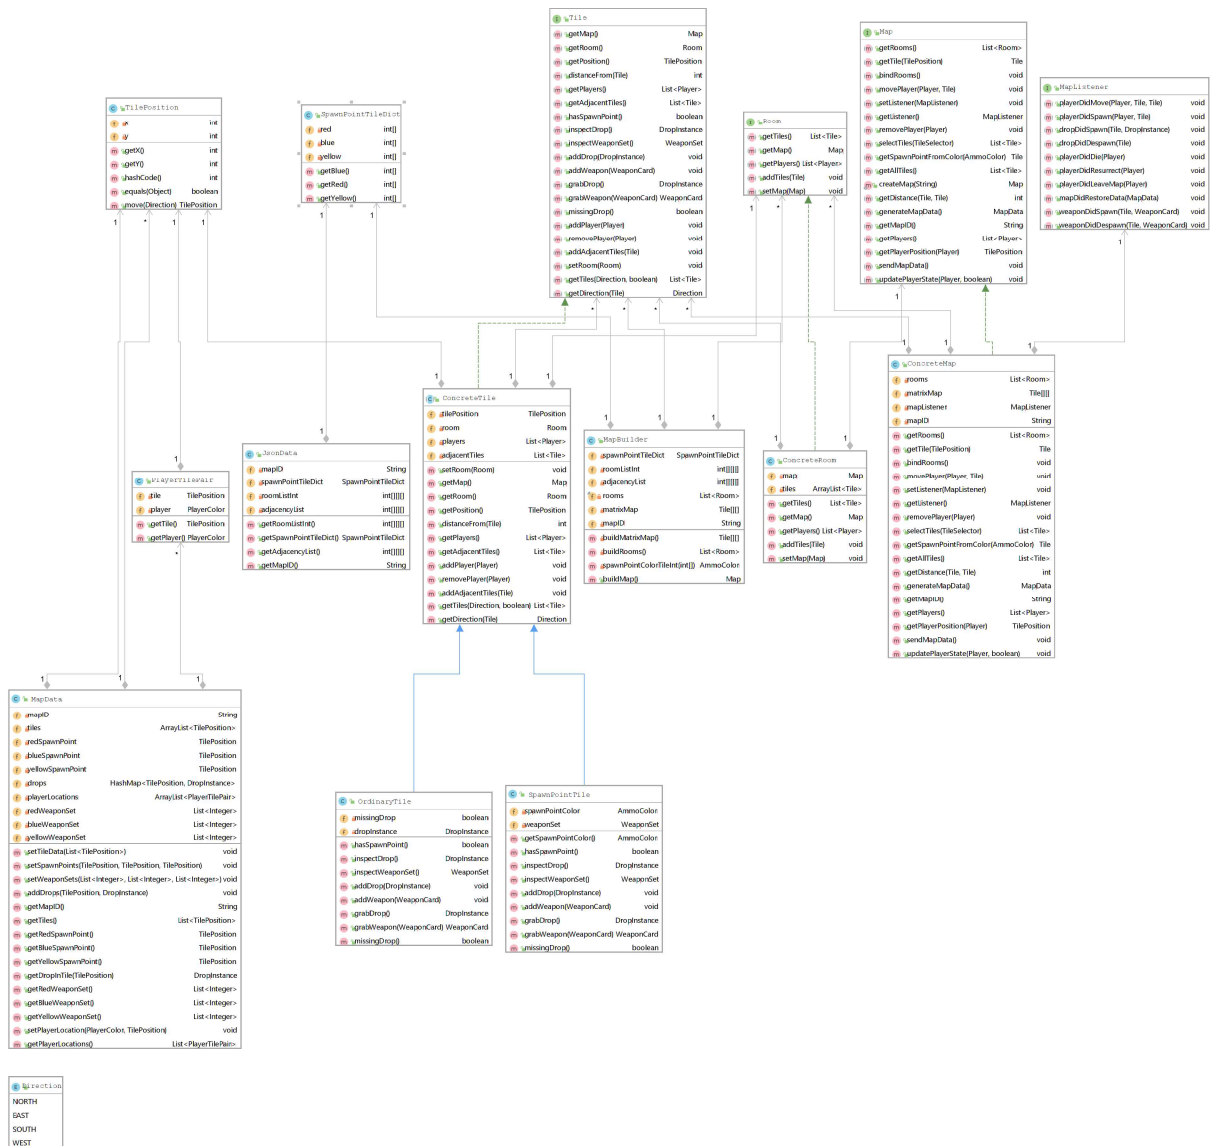 Tile
getMap() Map
getRoom() Room
getPosition() TilePosition
distanceFrom(Tile) int
getPlayers() List<Player>
getAdjacentTiles() List<Tile>
hasSpawnPoint() boolean
inspectDrop() DropInstance
inspectWeaponSet() WeaponSet
addDrop(DropInstance) void
addWeapon(WeaponCard) void
grabDrop() DropInstance
grabWeapon(WeaponCard) WeaponCard
missingDrop() boolean
addPlayer(Player) void
removePlayer(Player) void
addAdjacentTiles(Tile) void
setRoom(Room) void
getTiles(Direction, boolean) List<Tile>
getDirection(Tile) Direction
Map
getRooms() List<Room>
getTile(TilePosition) Tile
bindRooms() void
movePlayer(Player, Tile) void
setListener(MapListener) void
getListener() MapListener
removePlayer(Player) void
selectTiles(TileSelector) List<Tile>
getSpawnPointFromColor(AmmoColor) Tile
getAllTiles() List<Tile>
createMap(String) Map
getDistance(Tile, Tile) int
generateMapData() MapData
getMapID() String
getPlayers() List<Player>
getPlayerPosition(Player) TilePosition
sendMapData() void
updatePlayerState(Player, boolean) void
MapListener
playerDidMove(Player, Tile, Tile) void
playerDidSpawn(Player, Tile) void
dropDidSpawn(Tile, DropInstance) void
dropDidDespawn(Tile) void
playerDidDie(Player) void
playerDidResurrect(Player) void
playerDidLeaveMap(Player) void
mapDidRestoreData(MapData) void
weaponDidSpawn(Tile, WeaponCard) void
weaponDidDespawn(Tile, WeaponCard) void
TilePosition
x int
y int
getX() int
getY() int
hashCode() int
equals(Object) boolean
move(Direction) TilePosition
SpawnPointTileDict
red int[]
blue int[]
yellow int[]
getBlue() int[]
getRed() int[]
getYellow() int[]
Room
getTiles() List<Tile>
getMap() Map
getPlayers() List<Player>
addTiles(Tile) void
setMap(Map) void
1 * 1 1
1 1
* * * *
1 * *
1
1
1 1 1
1 1 1
1 1
1 1 1
1
1
ConcreteMap
rooms List<Room>
matrixMap Tile[][]
mapListener MapListener
mapID String
getRooms() List<Room>
getTile(TilePosition) Tile
bindRooms() void
movePlayer(Player, Tile) void
setListener(MapListener) void
getListener() MapListener
removePlayer(Player) void
selectTiles(TileSelector) List<Tile>
getSpawnPointFromColor(AmmoColor) Tile
getAllTiles() List<Tile>
getDistance(Tile, Tile) int
generateMapData() MapData
getMapID() String
getPlayers() List<Player>
getPlayerPosition(Player) TilePosition
sendMapData() void
updatePlayerState(Player, boolean) void
ConcreteTile
tilePosition TilePosition
room Room
players List<Player>
adjacentTiles List<Tile>
setRoom(Room) void
getMap() Map
getRoom() Room
getPosition() TilePosition
distanceFrom(Tile) int
getPlayers() List<Player>
getAdjacentTiles() List<Tile>
addPlayer(Player) void
removePlayer(Player) void
addAdjacentTiles(Tile) void
getTiles(Direction, boolean) List<Tile>
getDirection(Tile) Direction
MapBuilder
spawnPointTileDict SpawnPointTileDict
roomListInt int[][][]
adjacencyList int[][][]
rooms List<Room>
matrixMap Tile[][]
mapID String
buildMatrixMap() Tile[][]
buildRooms() List<Room>
spawnPointColorTileInt(int[]) AmmoColor
buildMap() Map
JsonData
mapID String
spawnPointTileDict SpawnPointTileDict
roomListInt int[][][]
adjacencyList int[][][]
getRoomListInt() int[][][]
getSpawnPointTileDict() SpawnPointTileDict
getAdjacencyList() int[][][]
getMapID() String
ConcreteRoom
map Map
tiles ArrayList<Tile>
getTiles() List<Tile>
getMap() Map
getPlayers() List<Player>
addTiles(Tile) void
setMap(Map) void
PlayerTilePair
tile TilePosition
player PlayerColor
getTile() TilePosition
getPlayer() PlayerColor
*
1 1 1
MapData
mapID String
tiles ArrayList<TilePosition>
redSpawnPoint TilePosition
blueSpawnPoint TilePosition
yellowSpawnPoint TilePosition
drops HashMap<TilePosition, DropInstance>
playerLocations ArrayList<PlayerTilePair>
redWeaponSet List<Integer>
blueWeaponSet List<Integer>
yellowWeaponSet List<Integer>
setTileData(List<TilePosition>) void
setSpawnPoints(TilePosition, TilePosition, TilePosition) void
setWeaponSets(List<Integer>, List<Integer>, List<Integer>) void
addDrops(TilePosition, DropInstance) void
getMapID() String
getTiles() List<TilePosition>
getRedSpawnPoint() TilePosition
getBlueSpawnPoint() TilePosition
getYellowSpawnPoint() TilePosition
getDropInTile(TilePosition) DropInstance
getRedWeaponSet() List<Integer>
getBlueWeaponSet() List<Integer>
getYellowWeaponSet() List<Integer>
setPlayerLocation(PlayerColor, TilePosition) void
getPlayerLocations() List<PlayerTilePair>
OrdinaryTile
missingDrop boolean
dropInstance DropInstance
hasSpawnPoint() boolean
inspectDrop() DropInstance
inspectWeaponSet() WeaponSet
addDrop(DropInstance) void
addWeapon(WeaponCard) void
grabDrop() DropInstance
grabWeapon(WeaponCard) WeaponCard
missingDrop() boolean
SpawnPointTile
spawnPointColor AmmoColor
weaponSet WeaponSet
getSpawnPointColor() AmmoColor
hasSpawnPoint() boolean
inspectDrop() DropInstance
inspectWeaponSet() WeaponSet
addDrop(DropInstance) void
addWeapon(WeaponCard) void
grabDrop() DropInstance
grabWeapon(WeaponCard) WeaponCard
missingDrop() boolean
Direction
NORTH
EAST
SOUTH
WEST